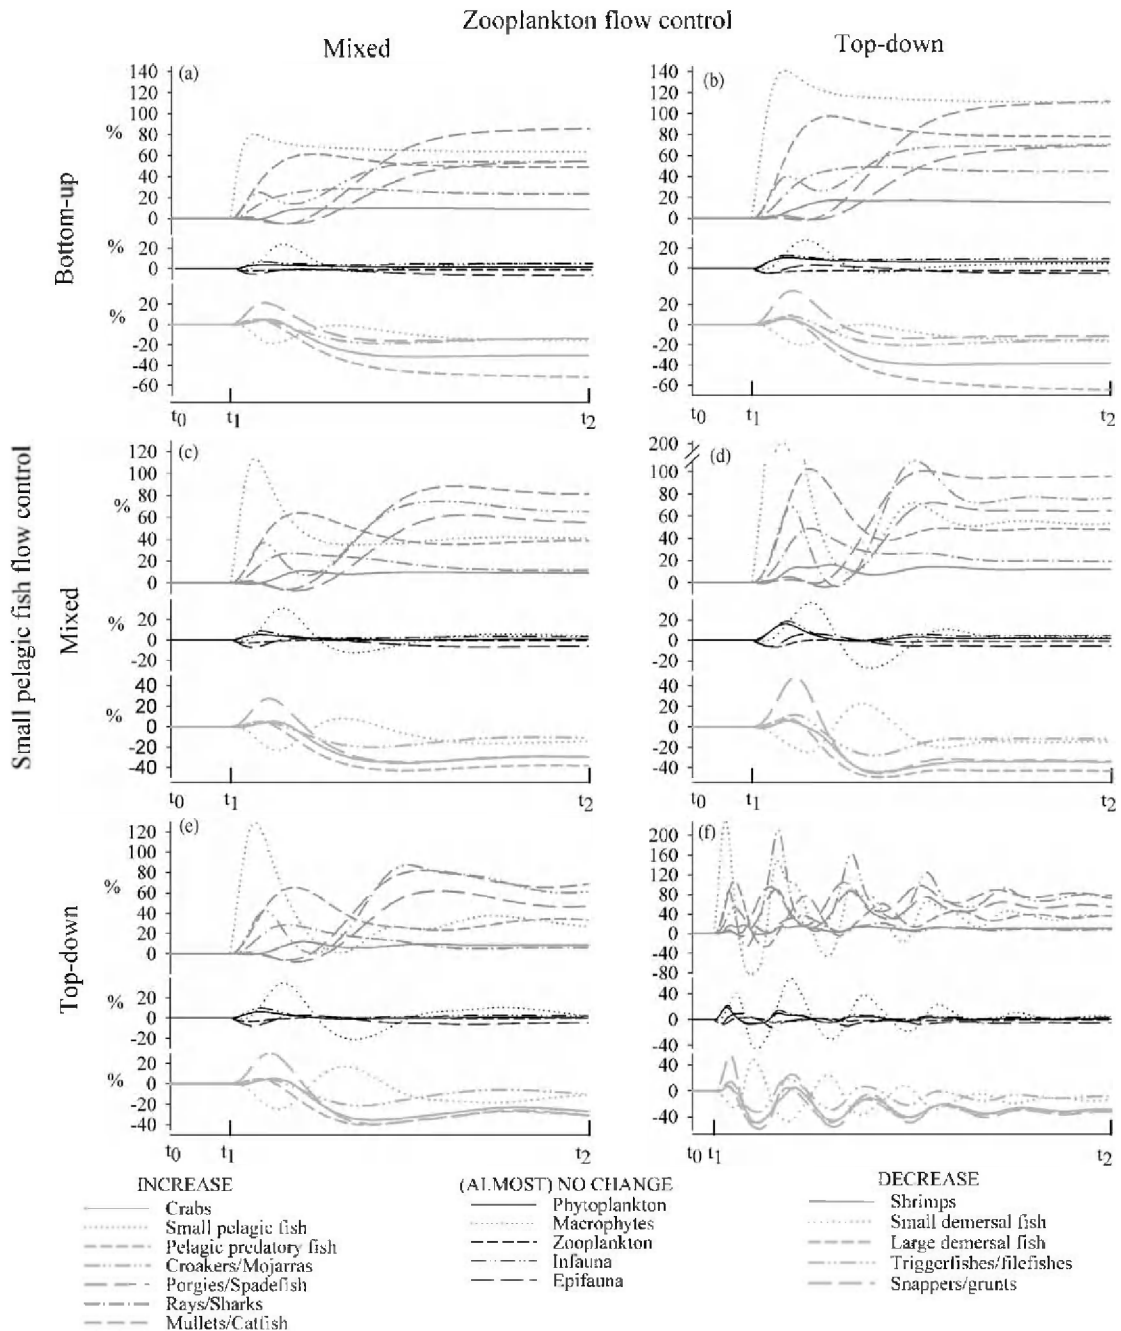 Zooplankton flow control
Mixed
Top-down
Small pelagic fish flow control
Bottom-up
(a)
140
120
100
%
80
60
40
20
0
%
20
0
%
20
0
-20
-40
-60
t0
t1
t2
(b)
140
120
100
80
60
40
20
0
20
0
20
0
-20
-40
-60
t0
t1
t2
Mixed
(c)
120
100
%
80
60
40
20
0
%
20
0
-20
%
40
20
0
-20
-40
t0
t1
t2
(d)
200
100
80
60
40
20
0
20
0
-20
40
20
0
-20
-40
t0
t1
t2
Top-down
(e)
120
100
80
%
60
40
20
0
%
20
0
-20
%
20
0
-20
-40
t0
t1
t2
(f)
200
160
120
80
40
0
-40
-80
40
0
-40
40
0
-40
t0 t1
t2
INCREASE
Crabs
Small pelagic fish
Pelagic predatory fish
Croakers/Mojarras
Porgies/Spadefish
Rays/Sharks
Mullets/Catfish
(ALMOST) NO CHANGE
Phytoplankton
Macrophytes
Zooplankton
Infauna
Epifauna
DECREASE
Shrimps
Small demersal fish
Large demersal fish
Triggerfishes/filefishes
Snappers/grunts